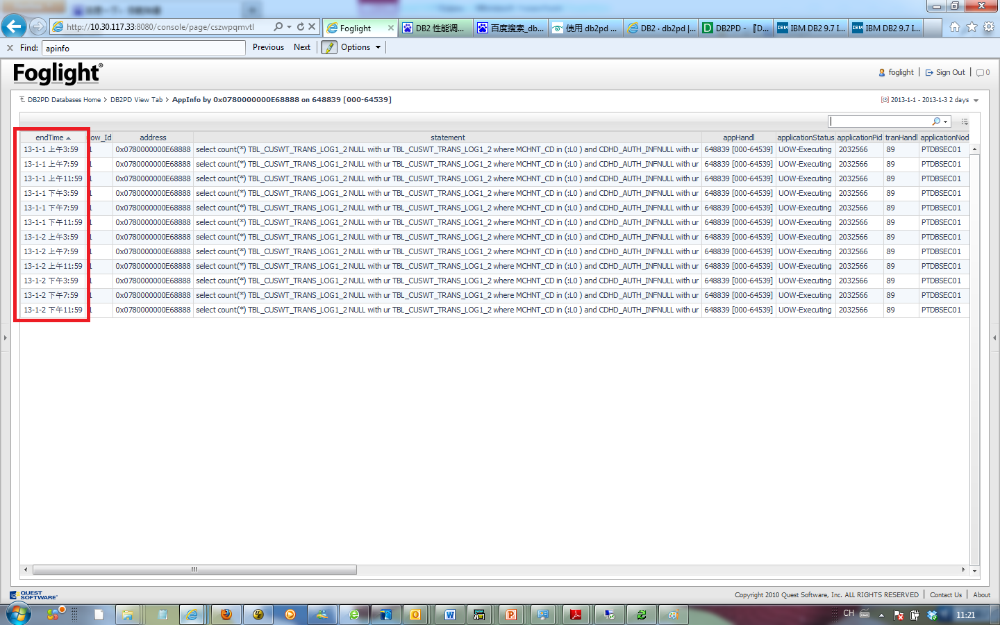 http://10.30.117.33:8080/console/page/cszwpqmvtl
Foglight
DB2 性能调...
百度搜索_db...
使用 db2pd ...
DB2 · db2pd |...
DB2PD - 『D...
IBM DB2 9.7 I...
IBM DB2 9.7 I...
Find: apinfo Previous Next Options
Foglight®
foglight | Sign Out | 0
DB2PD Databases Home > DB2PD View Tab > AppInfo by 0x0780000000E68888 on 648839 [000-64539]
2013-1-1 - 2013-1-3 2 days
endTime ow_Id address statement appHandl applicationStatus applicationPid tranHandl applicationNod
13-1-1 上午3:59 1 0x0780000000E68888 select count(*) TBL_CUSWT_TRANS_LOG1_2 NULL with ur TBL_CUSWT_TRANS_LOG1_2 where MCHNT_CD in (:L0 ) and CDHD_AUTH_INFNULL with ur 648839 [000-64539] UOW-Executing 2032566 89 PTDBSEC01
13-1-1 上午7:59 1 0x0780000000E68888 select count(*) TBL_CUSWT_TRANS_LOG1_2 NULL with ur TBL_CUSWT_TRANS_LOG1_2 where MCHNT_CD in (:L0 ) and CDHD_AUTH_INFNULL with ur 648839 [000-64539] UOW-Executing 2032566 89 PTDBSEC01
13-1-1 上午11:59 1 0x0780000000E68888 select count(*) TBL_CUSWT_TRANS_LOG1_2 NULL with ur TBL_CUSWT_TRANS_LOG1_2 where MCHNT_CD in (:L0 ) and CDHD_AUTH_INFNULL with ur 648839 [000-64539] UOW-Executing 2032566 89 PTDBSEC01
13-1-1 下午3:59 1 0x0780000000E68888 select count(*) TBL_CUSWT_TRANS_LOG1_2 NULL with ur TBL_CUSWT_TRANS_LOG1_2 where MCHNT_CD in (:L0 ) and CDHD_AUTH_INFNULL with ur 648839 [000-64539] UOW-Executing 2032566 89 PTDBSEC01
13-1-1 下午7:59 1 0x0780000000E68888 select count(*) TBL_CUSWT_TRANS_LOG1_2 NULL with ur TBL_CUSWT_TRANS_LOG1_2 where MCHNT_CD in (:L0 ) and CDHD_AUTH_INFNULL with ur 648839 [000-64539] UOW-Executing 2032566 89 PTDBSEC01
13-1-1 下午11:59 1 0x0780000000E68888 select count(*) TBL_CUSWT_TRANS_LOG1_2 NULL with ur TBL_CUSWT_TRANS_LOG1_2 where MCHNT_CD in (:L0 ) and CDHD_AUTH_INFNULL with ur 648839 [000-64539] UOW-Executing 2032566 89 PTDBSEC01
13-1-2 上午3:59 1 0x0780000000E68888 select count(*) TBL_CUSWT_TRANS_LOG1_2 NULL with ur TBL_CUSWT_TRANS_LOG1_2 where MCHNT_CD in (:L0 ) and CDHD_AUTH_INFNULL with ur 648839 [000-64539] UOW-Executing 2032566 89 PTDBSEC01
13-1-2 上午7:59 1 0x0780000000E68888 select count(*) TBL_CUSWT_TRANS_LOG1_2 NULL with ur TBL_CUSWT_TRANS_LOG1_2 where MCHNT_CD in (:L0 ) and CDHD_AUTH_INFNULL with ur 648839 [000-64539] UOW-Executing 2032566 89 PTDBSEC01
13-1-2 上午11:59 1 0x0780000000E68888 select count(*) TBL_CUSWT_TRANS_LOG1_2 NULL with ur TBL_CUSWT_TRANS_LOG1_2 where MCHNT_CD in (:L0 ) and CDHD_AUTH_INFNULL with ur 648839 [000-64539] UOW-Executing 2032566 89 PTDBSEC01
13-1-2 下午3:59 1 0x0780000000E68888 select count(*) TBL_CUSWT_TRANS_LOG1_2 NULL with ur TBL_CUSWT_TRANS_LOG1_2 where MCHNT_CD in (:L0 ) and CDHD_AUTH_INFNULL with ur 648839 [000-64539] UOW-Executing 2032566 89 PTDBSEC01
13-1-2 下午7:59 1 0x0780000000E68888 select count(*) TBL_CUSWT_TRANS_LOG1_2 NULL with ur TBL_CUSWT_TRANS_LOG1_2 where MCHNT_CD in (:L0 ) and CDHD_AUTH_INFNULL with ur 648839 [000-64539] UOW-Executing 2032566 89 PTDBSEC01
13-1-2 下午11:59 1 0x0780000000E68888 select count(*) TBL_CUSWT_TRANS_LOG1_2 NULL with ur TBL_CUSWT_TRANS_LOG1_2 where MCHNT_CD in (:L0 ) and CDHD_AUTH_INFNULL with ur 648839 [000-64539] UOW-Executing 2032566 89 PTDBSEC01
QUEST SOFTWARE
Copyright 2010 Quest Software, Inc. ALL RIGHTS RESERVED | Contact Us | About
CH 11:21